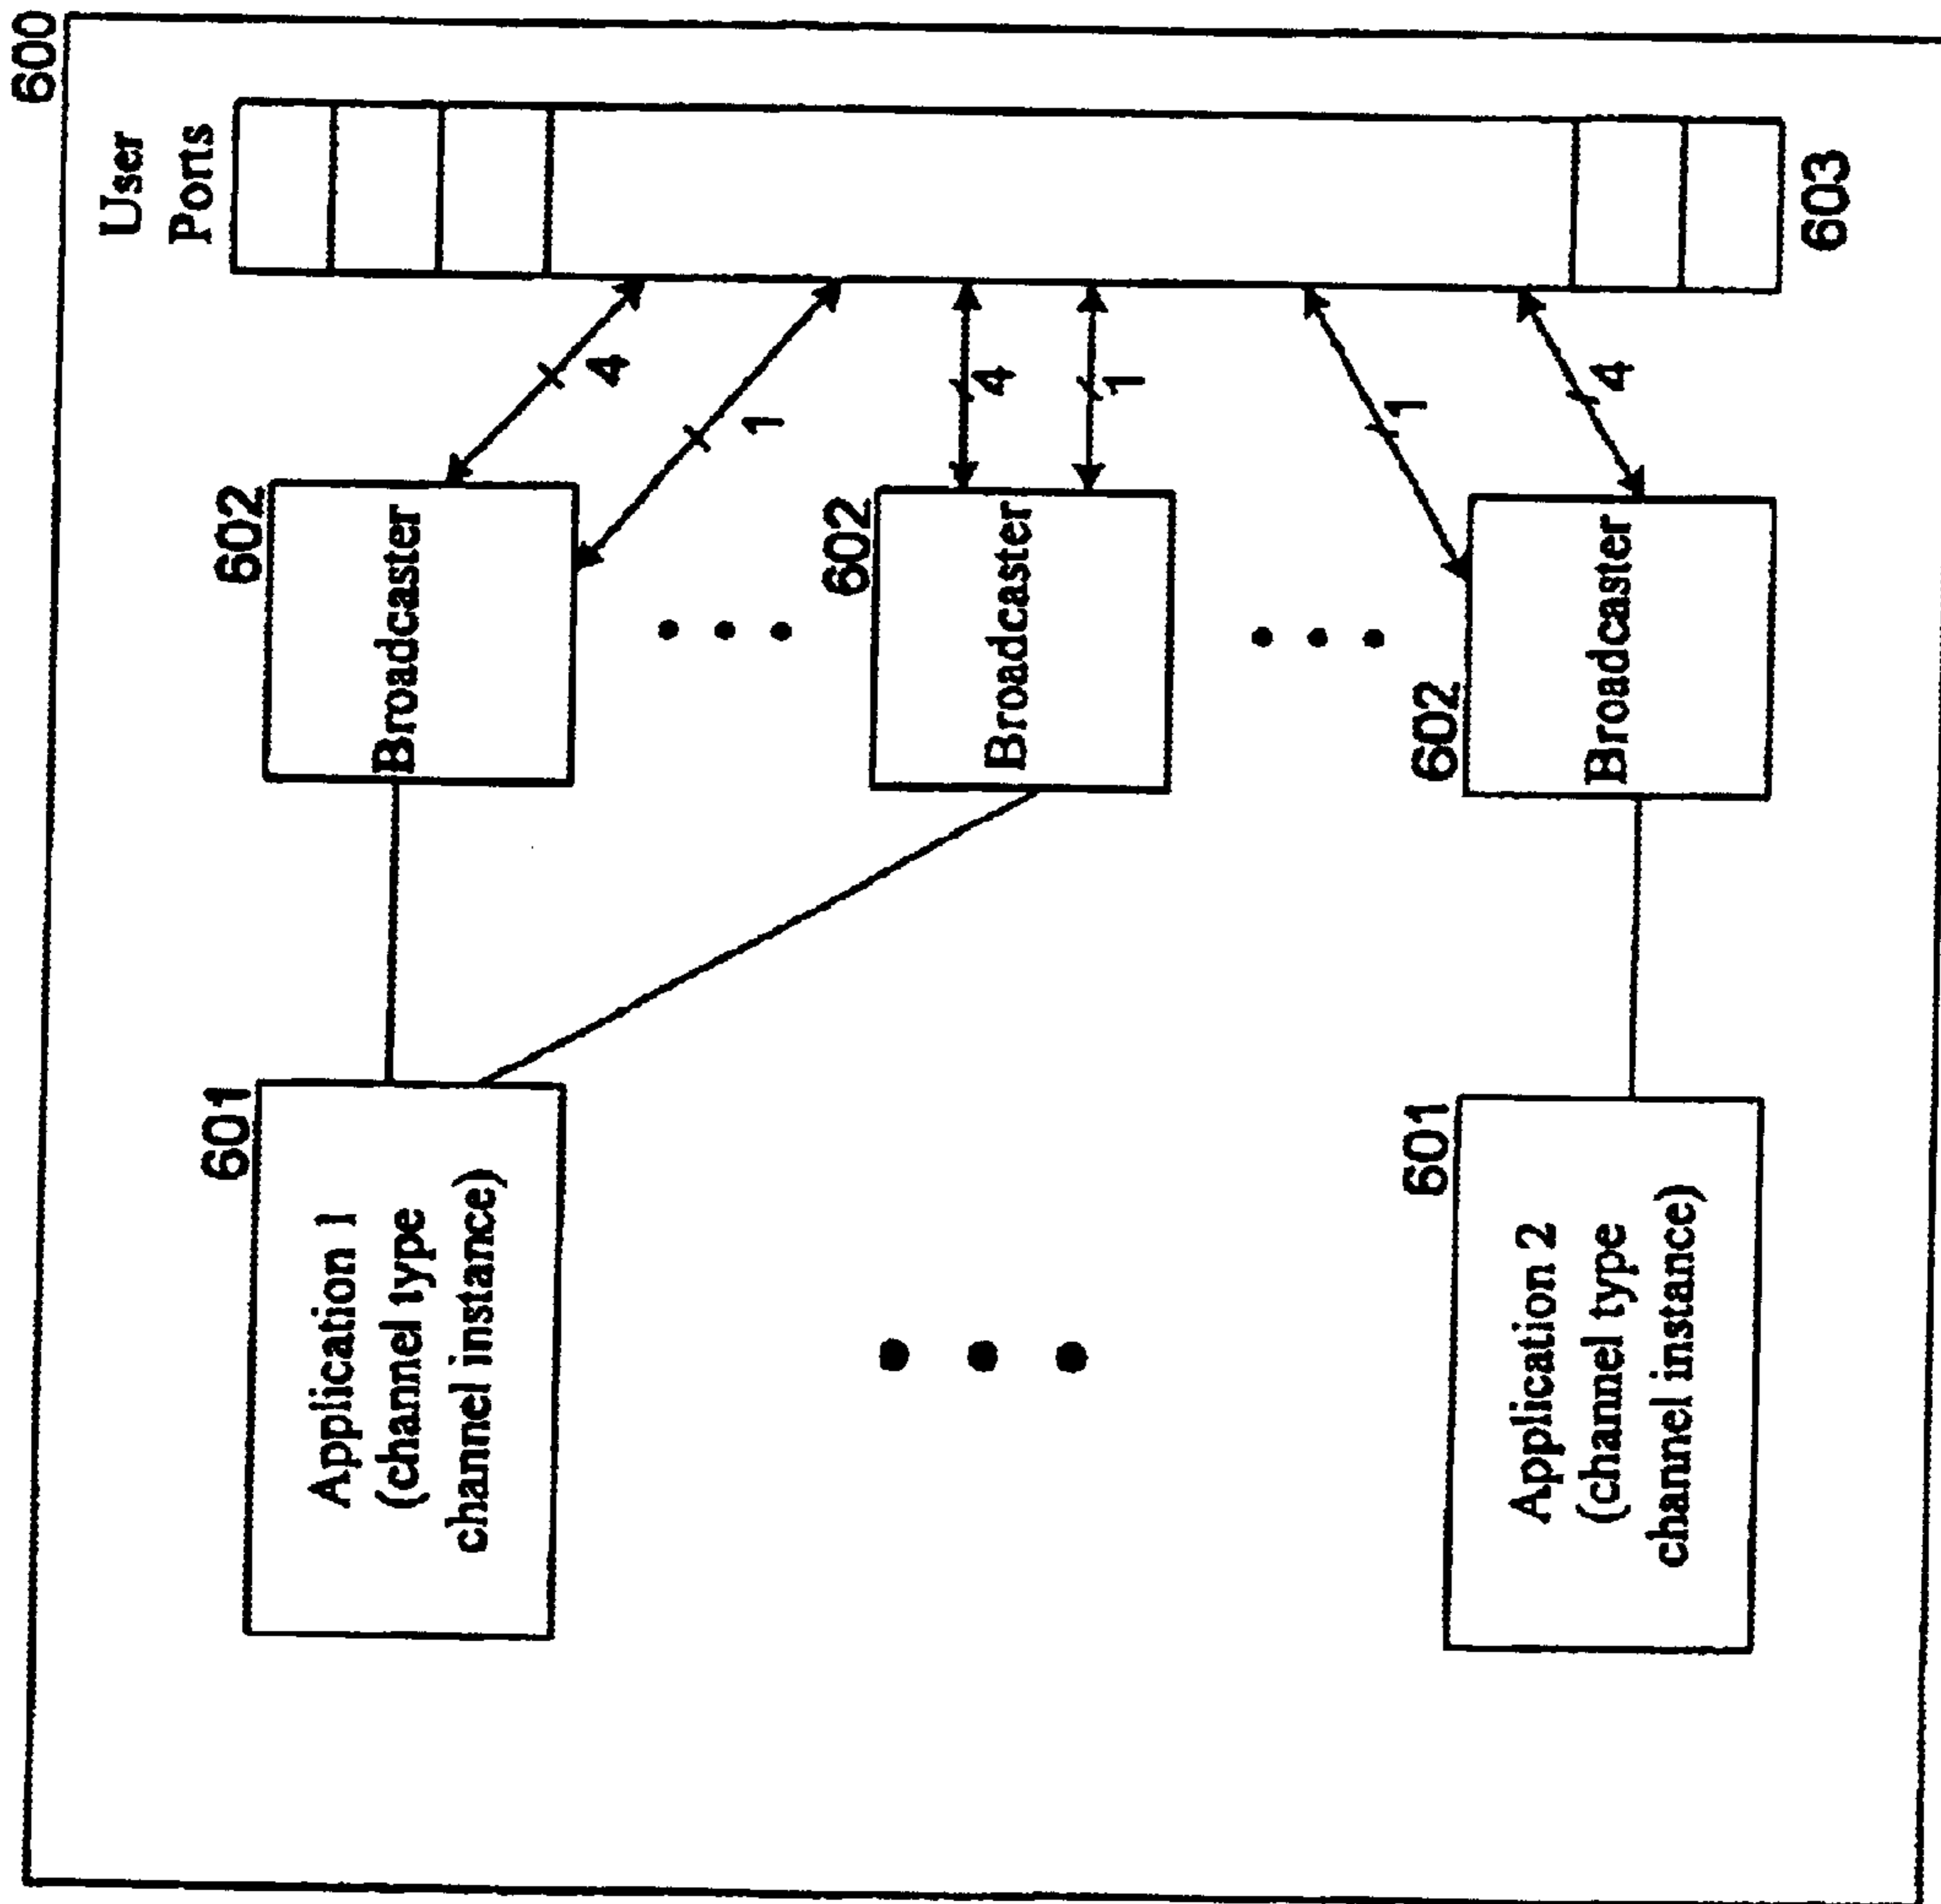 600
User
Ports
601
602
Application 1
(channel type
channel instance)
Broadcaster
4
1
602
Broadcaster
4
1
601
602
Application 2
(channel type
channel instance)
Broadcaster
1
4
603